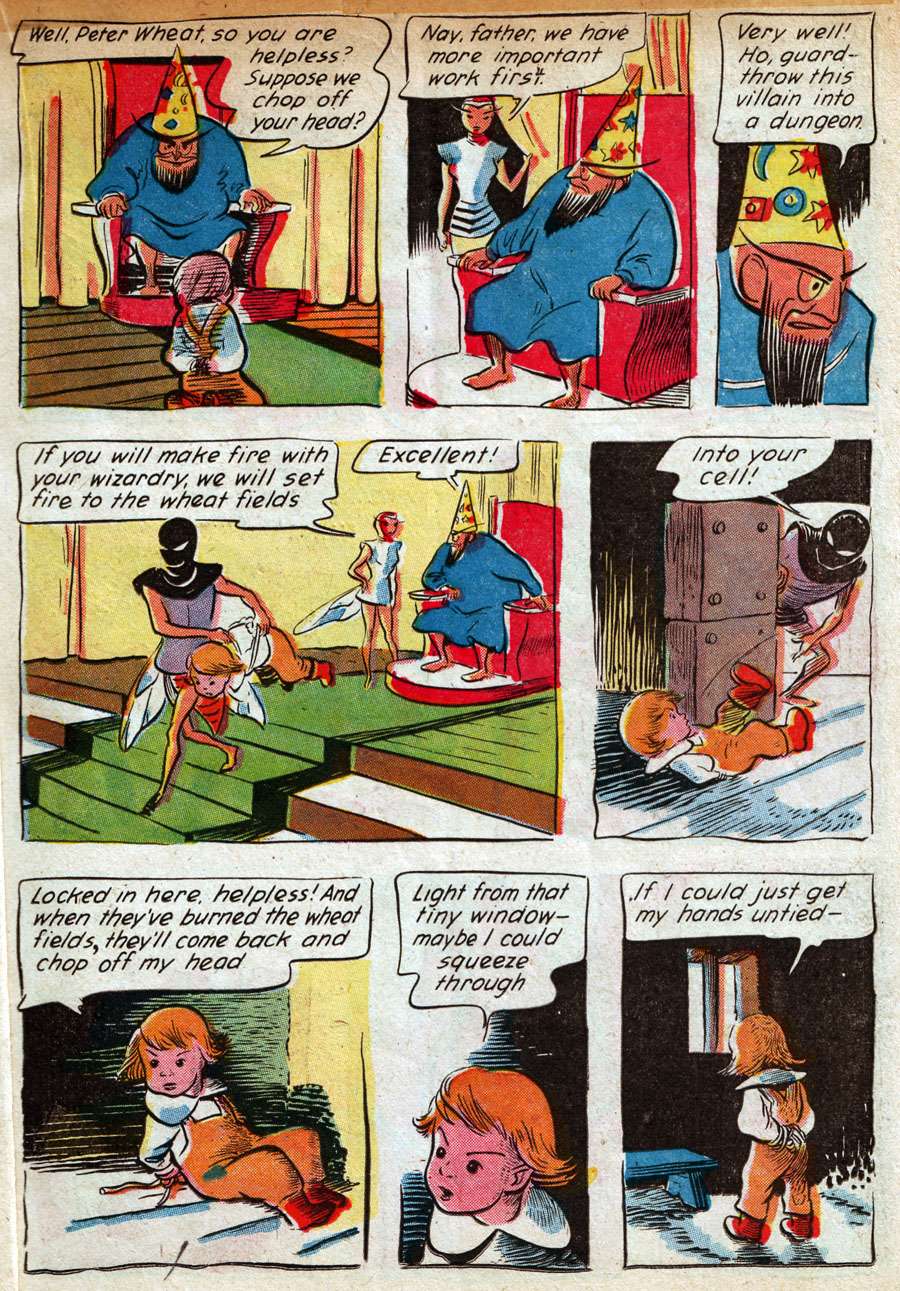 Well, Peter Wheat, so you are
helpless?
Suppose we
chop off
your head?
Nay, father, we have
more important
work first.
Very well!
Ho, guard—
throw this
villain into
a dungeon.
If you will make fire with
your wizardry, we will set
fire to the wheat fields
Excellent!
Into your
cell!
Locked in here, helpless! And
when they've burned the wheat
fields, they'll come back and
chop off my head
Light from that
tiny window—
maybe I could
squeeze
through
If I could just get
my hands untied—